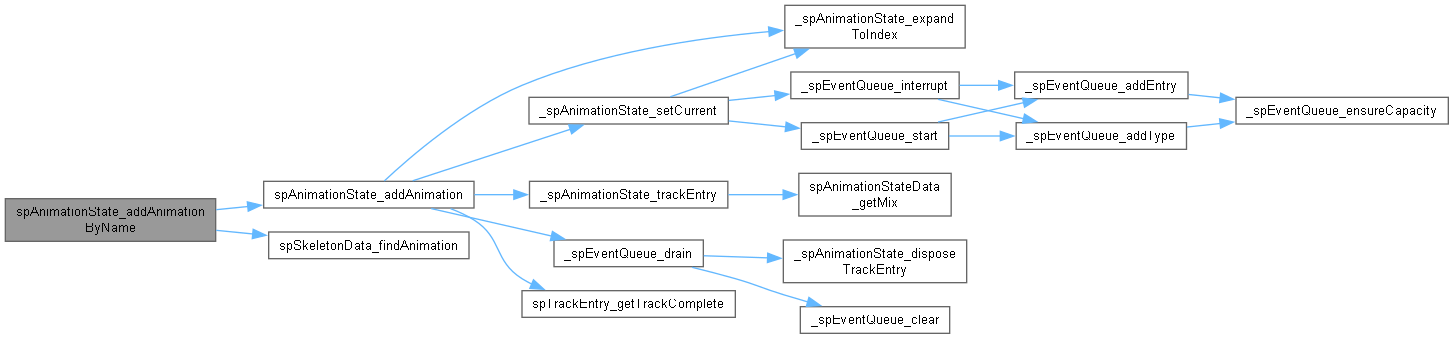 _spAnimationState_expand
ToIndex
_spEventQueue_interrupt
_spEventQueue_addEntry
_spAnimationState_setCurrent
_spEventQueue_ensureCapacity
_spEventQueue_start
_spEventQueue_addType
spAnimationState_addAnimation
_spAnimationState_trackEntry
spAnimationStateData
_getMix
spAnimationState_addAnimation
ByName
spSkeletonData_findAnimation
_spEventQueue_drain
_spAnimationState_dispose
TrackEntry
spTrackEntry_getTrackComplete
_spEventQueue_clear